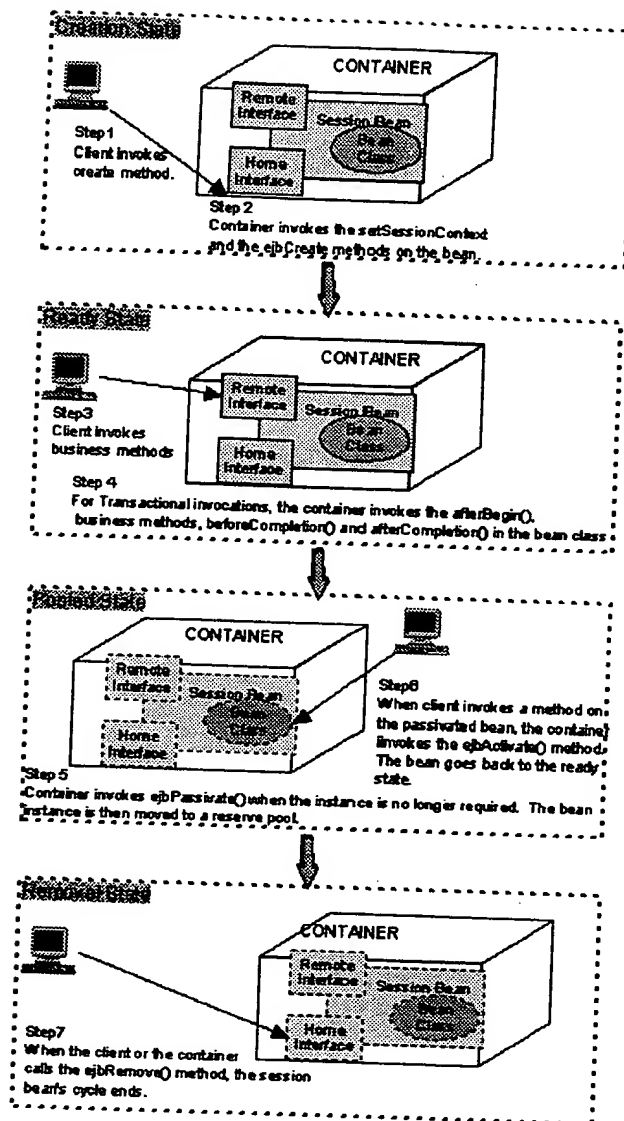 Creation State
CONTAINER
Remote
Interface
Session Bean
Bean
Class
Home
Interface
Step1
Client invokes
create method.
Step 2
Container invokes the setSessionContext
and the ejbCreate methods on the bean.
Ready State
CONTAINER
Remote
Interface
Session Bean
Bean
Class
Home
Interface
Step3
Client invokes
business methods
Step 4
For Transactional invocations, the container invokes the afterBegin(),
business methods, beforeCompletion() and afterCompletion() in the bean class
Pooled State
CONTAINER
Remote
Interface
Session Bean
Bean
Class
Home
Interface
Step6
When client invokes a method on
the passivated bean, the container
invokes the ejbActivate() method.
The bean goes back to the ready
state.
Step 5
Container invokes ejbPassivate() when the instance is no longer required. The bean
instance is then moved to a reserve pool.
Removal State
CONTAINER
Remote
Interface
Session Bean
Bean
Class
Home
Interface
Step7
When the client or the container
calls the ejbRemove() method, the session
bean's cycle ends.